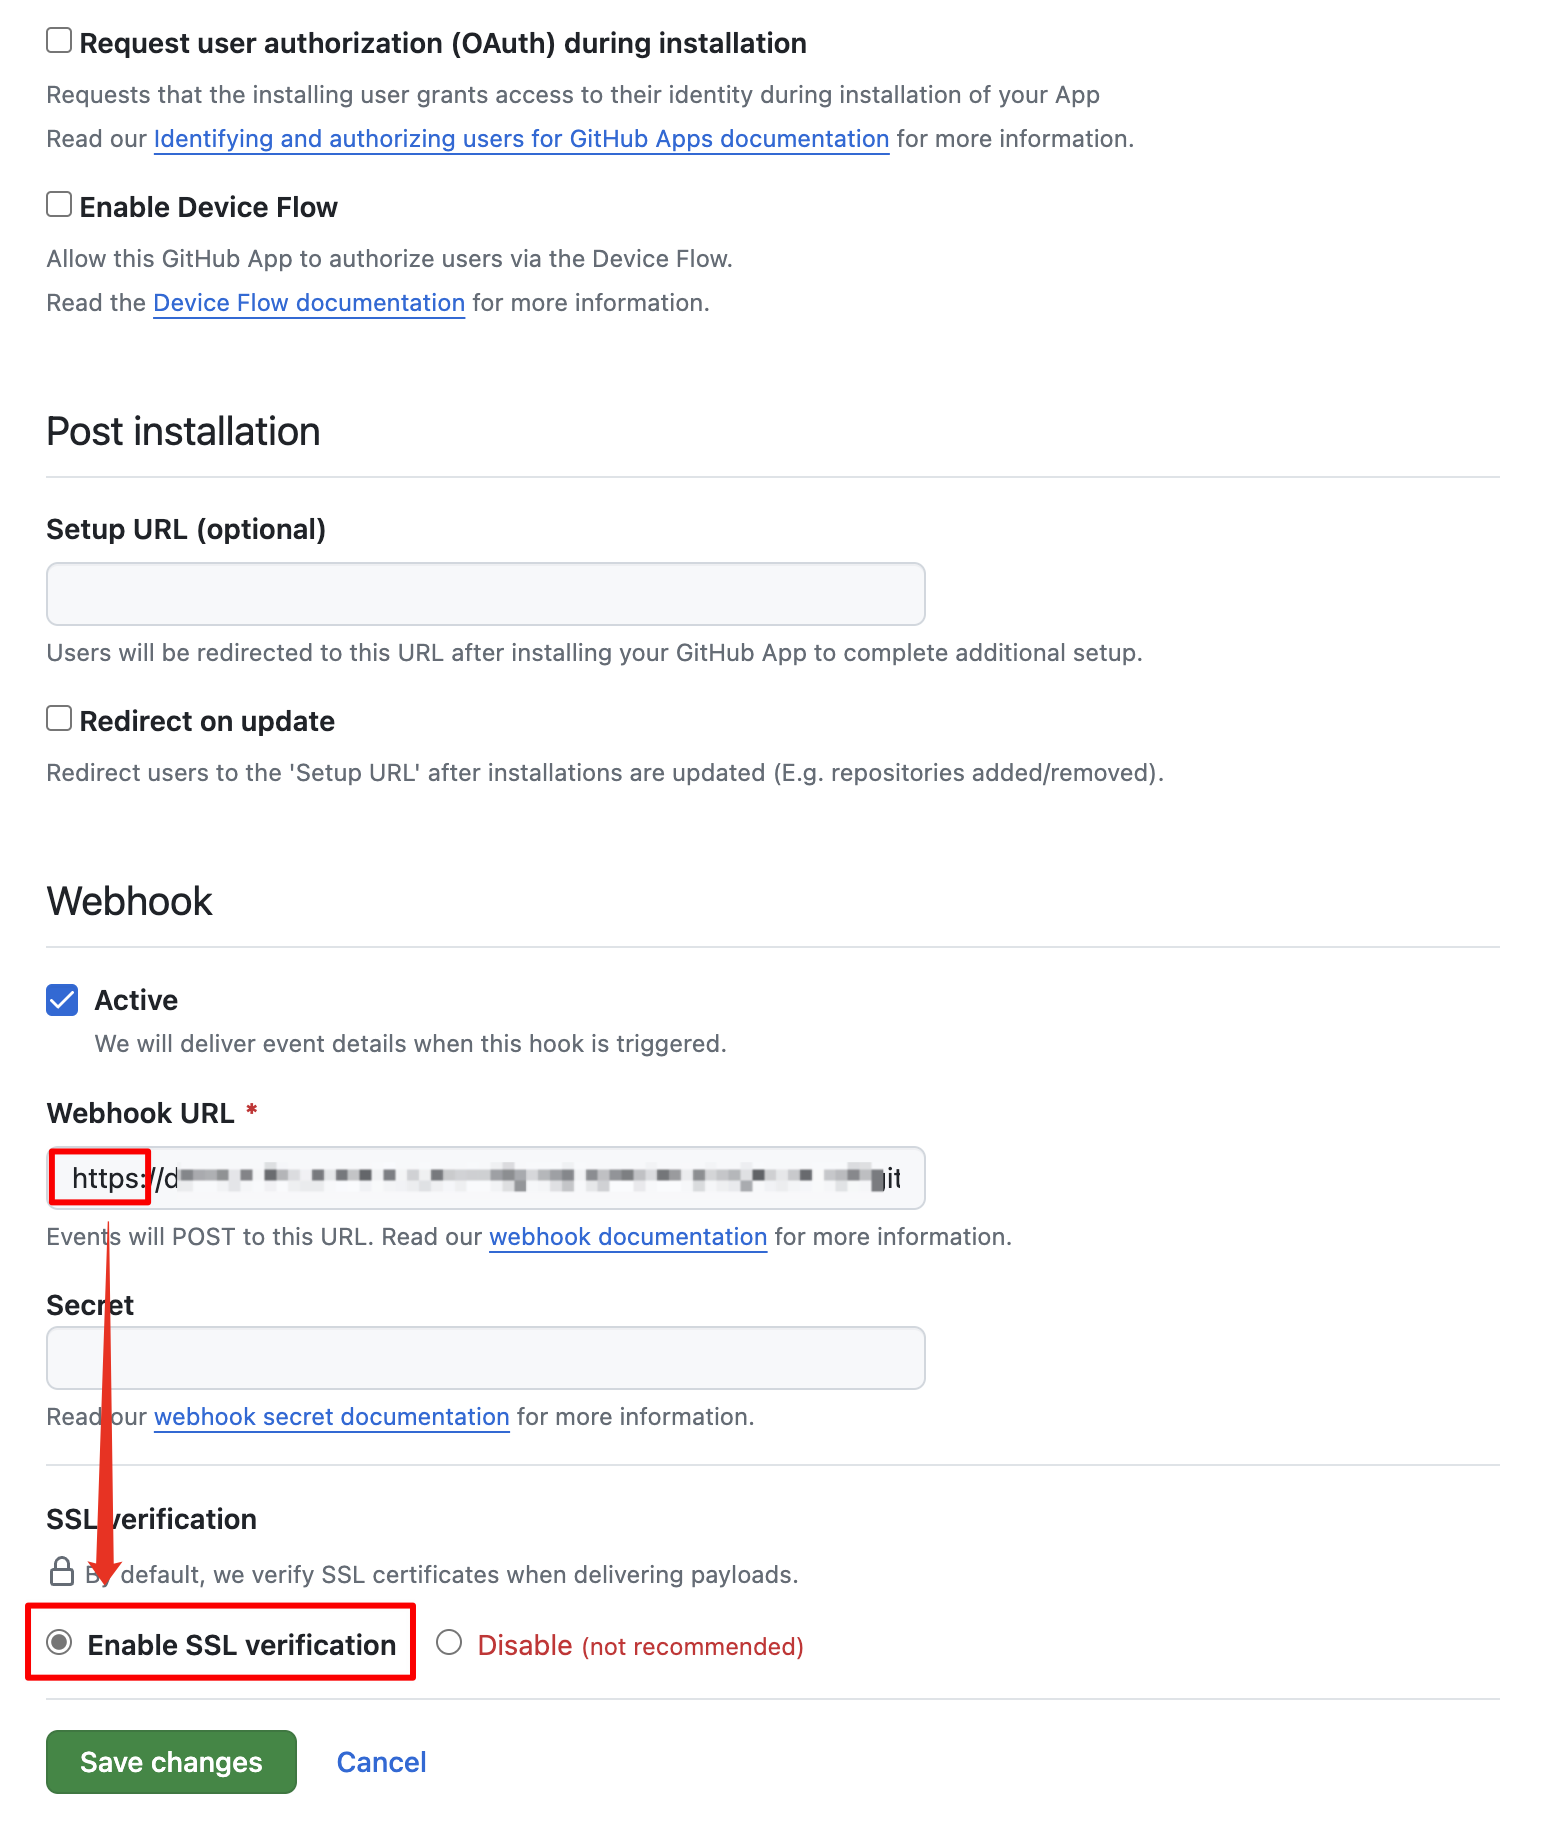 Request user authorization (OAuth) during installation
Requests that the installing user grants access to their identity during installation of your App
Read our Identifying and authorizing users for GitHub Apps documentation for more information.
Enable Device Flow
Allow this GitHub App to authorize users via the Device Flow.
Read the Device Flow documentation for more information.
Post installation
Setup URL (optional)
Users will be redirected to this URL after installing your GitHub App to complete additional setup.
Redirect on update
Redirect users to the 'Setup URL' after installations are updated (E.g. repositories added/removed).
Webhook
Active
We will deliver event details when this hook is triggered.
Webhook URL *
https://d
Events will POST to this URL. Read our webhook documentation for more information.
Secret
Read our webhook secret documentation for more information.
SSL verification
By default, we verify SSL certificates when delivering payloads.
Enable SSL verification Disable (not recommended)
Save changes Cancel